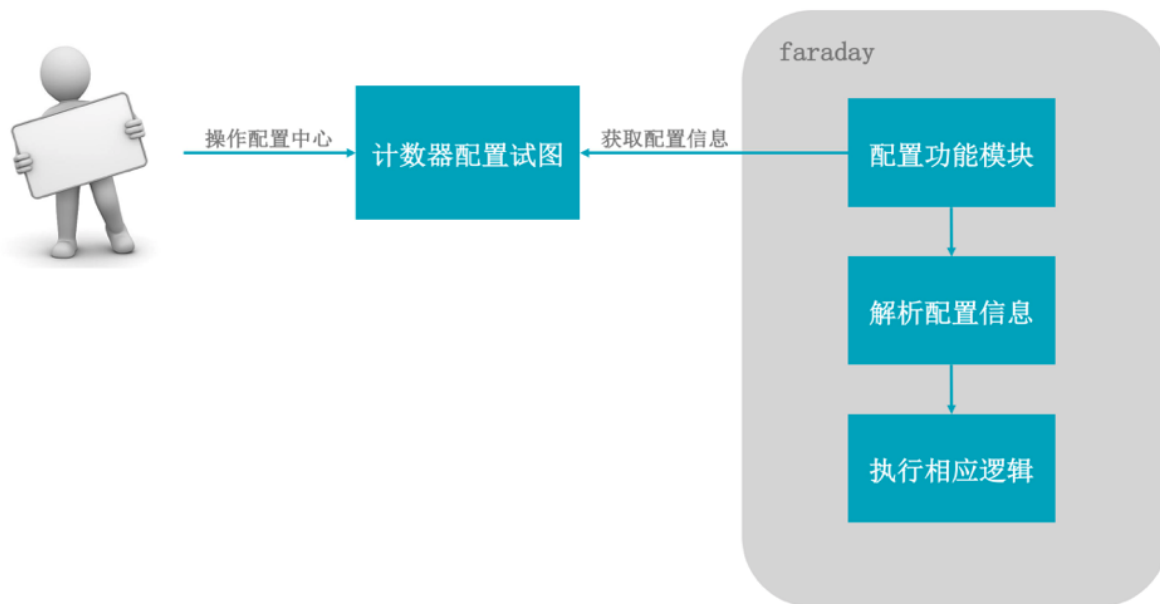 faraday
操作配置中心
计数器配置试图
获取配置信息
配置功能模块
解析配置信息
执行相应逻辑